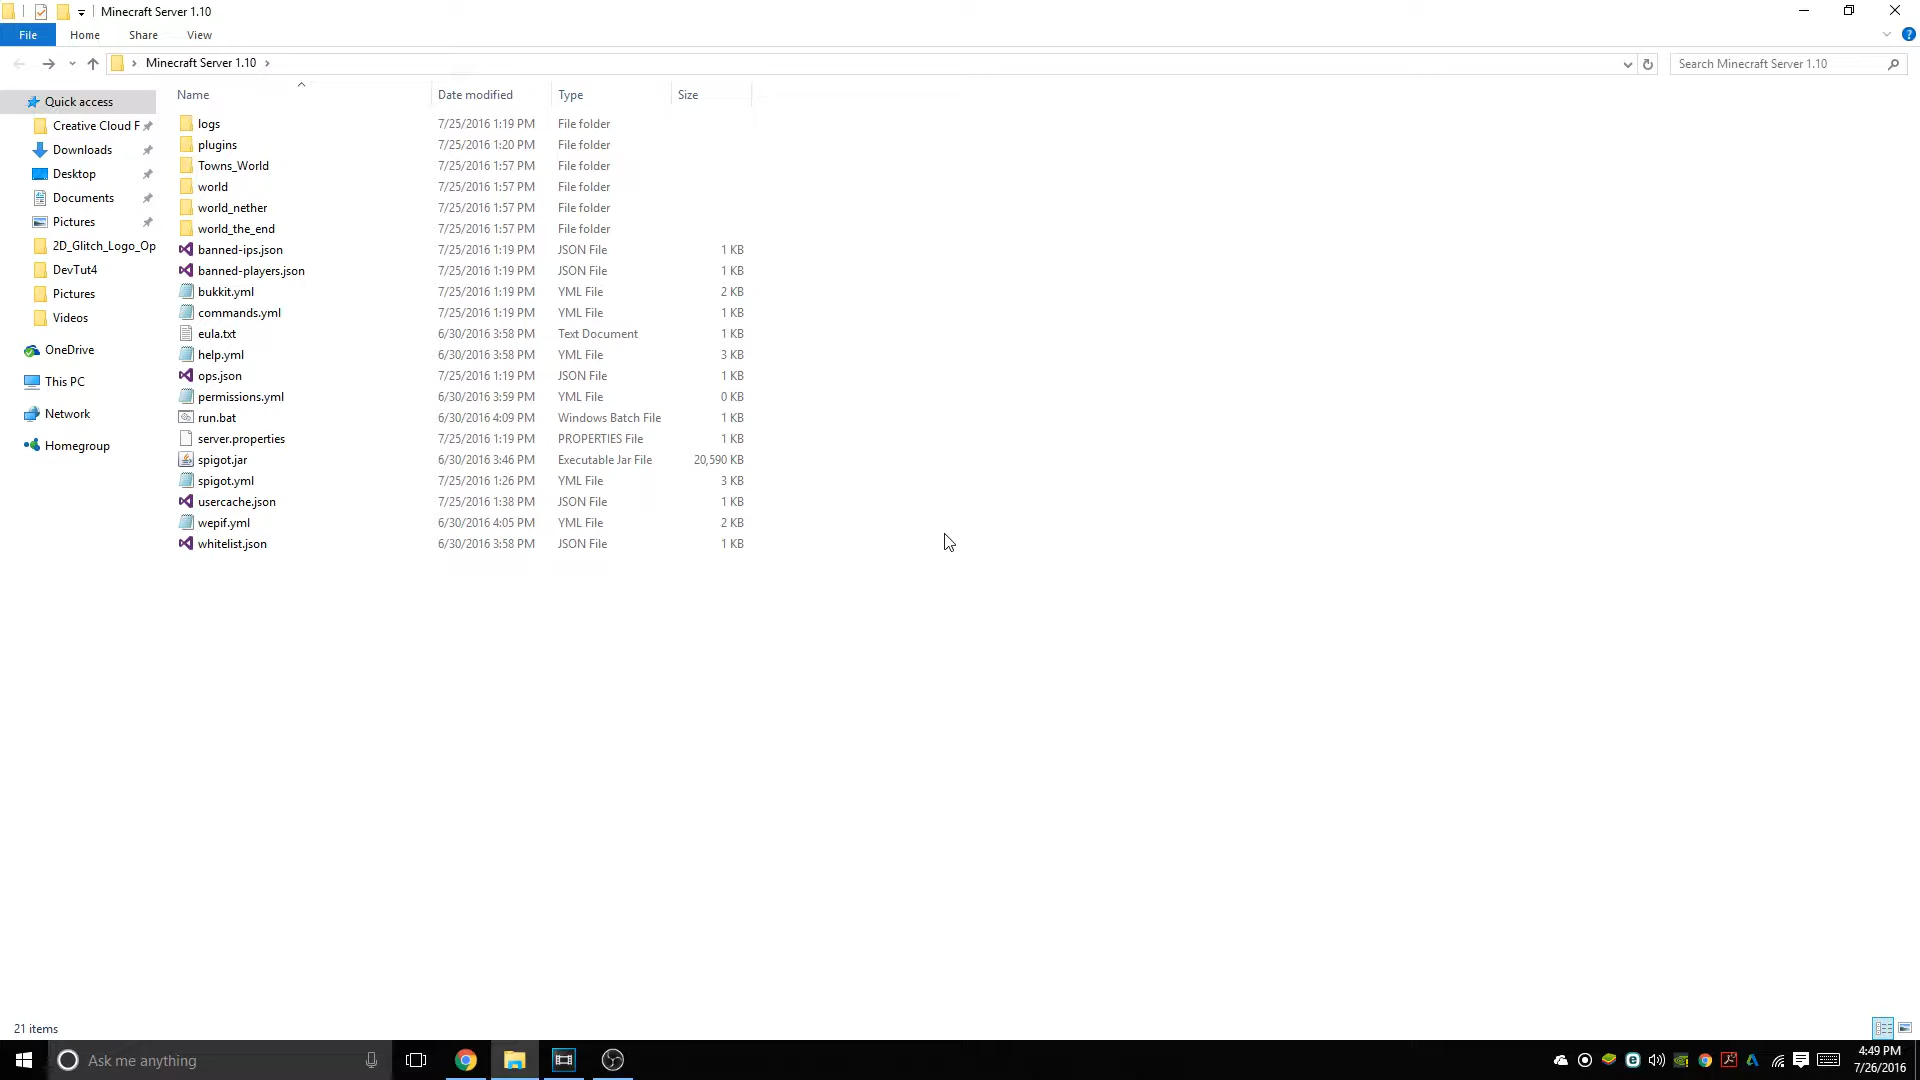 Minecraft Server 1.10
File Home Share View
Minecraft Server 1.10
Search Minecraft Server 1.10
Name Date modified Type Size
Quick access
Creative Cloud F
Downloads
Desktop
Documents
Pictures
2D_Glitch_Logo_Op
DevTut4
Pictures
Videos
OneDrive
This PC
Network
Homegroup
logs 7/25/2016 1:19 PM File folder
plugins 7/25/2016 1:20 PM File folder
Towns_World 7/25/2016 1:57 PM File folder
world 7/25/2016 1:57 PM File folder
world_nether 7/25/2016 1:57 PM File folder
world_the_end 7/25/2016 1:57 PM File folder
banned-ips.json 7/25/2016 1:19 PM JSON File 1 KB
banned-players.json 7/25/2016 1:19 PM JSON File 1 KB
bukkit.yml 7/25/2016 1:19 PM YML File 2 KB
commands.yml 7/25/2016 1:19 PM YML File 1 KB
eula.txt 6/30/2016 3:58 PM Text Document 1 KB
help.yml 6/30/2016 3:58 PM YML File 3 KB
ops.json 7/25/2016 1:19 PM JSON File 1 KB
permissions.yml 6/30/2016 3:59 PM YML File 0 KB
run.bat 6/30/2016 4:09 PM Windows Batch File 1 KB
server.properties 7/25/2016 1:19 PM PROPERTIES File 1 KB
spigot.jar 6/30/2016 3:46 PM Executable Jar File 20,590 KB
spigot.yml 7/25/2016 1:26 PM YML File 3 KB
usercache.json 7/25/2016 1:38 PM JSON File 1 KB
wepif.yml 6/30/2016 4:05 PM YML File 2 KB
whitelist.json 6/30/2016 3:58 PM JSON File 1 KB
21 items
Ask me anything
4:49 PM
7/26/2016